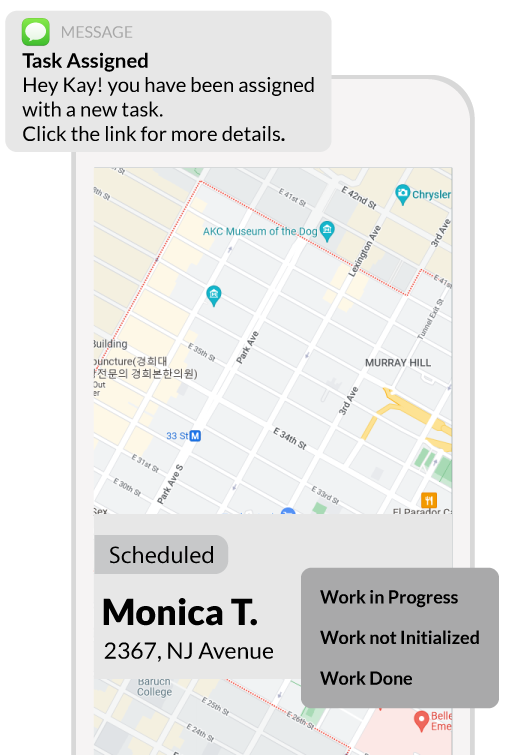 MESSAGE
Task Assigned
Hey Kay! you have been assigned
with a new task.
Click the link for more details.
E 41st St
E 42nd St
Chrysler
AKC Museum of the Dog
Lexington Ave
3rd Ave
E 41st
Tunnel Exit St
Park Ave
Building
puncture(경희대
전문의 경희본한의원)
Out
er
E 35th St
MURRAY HILL
3rd Ave
33 St M
E 34th St
E 31st St
Park Ave S
E 30th St
E 33rd St
Sex
El Parador Ca
Scheduled
Monica T.
2367, NJ Avenue
Work in Progress
Work not Initialized
Work Done
Baruch
College
E 25th St
E 26th St
E 24th St
Belle
Eme